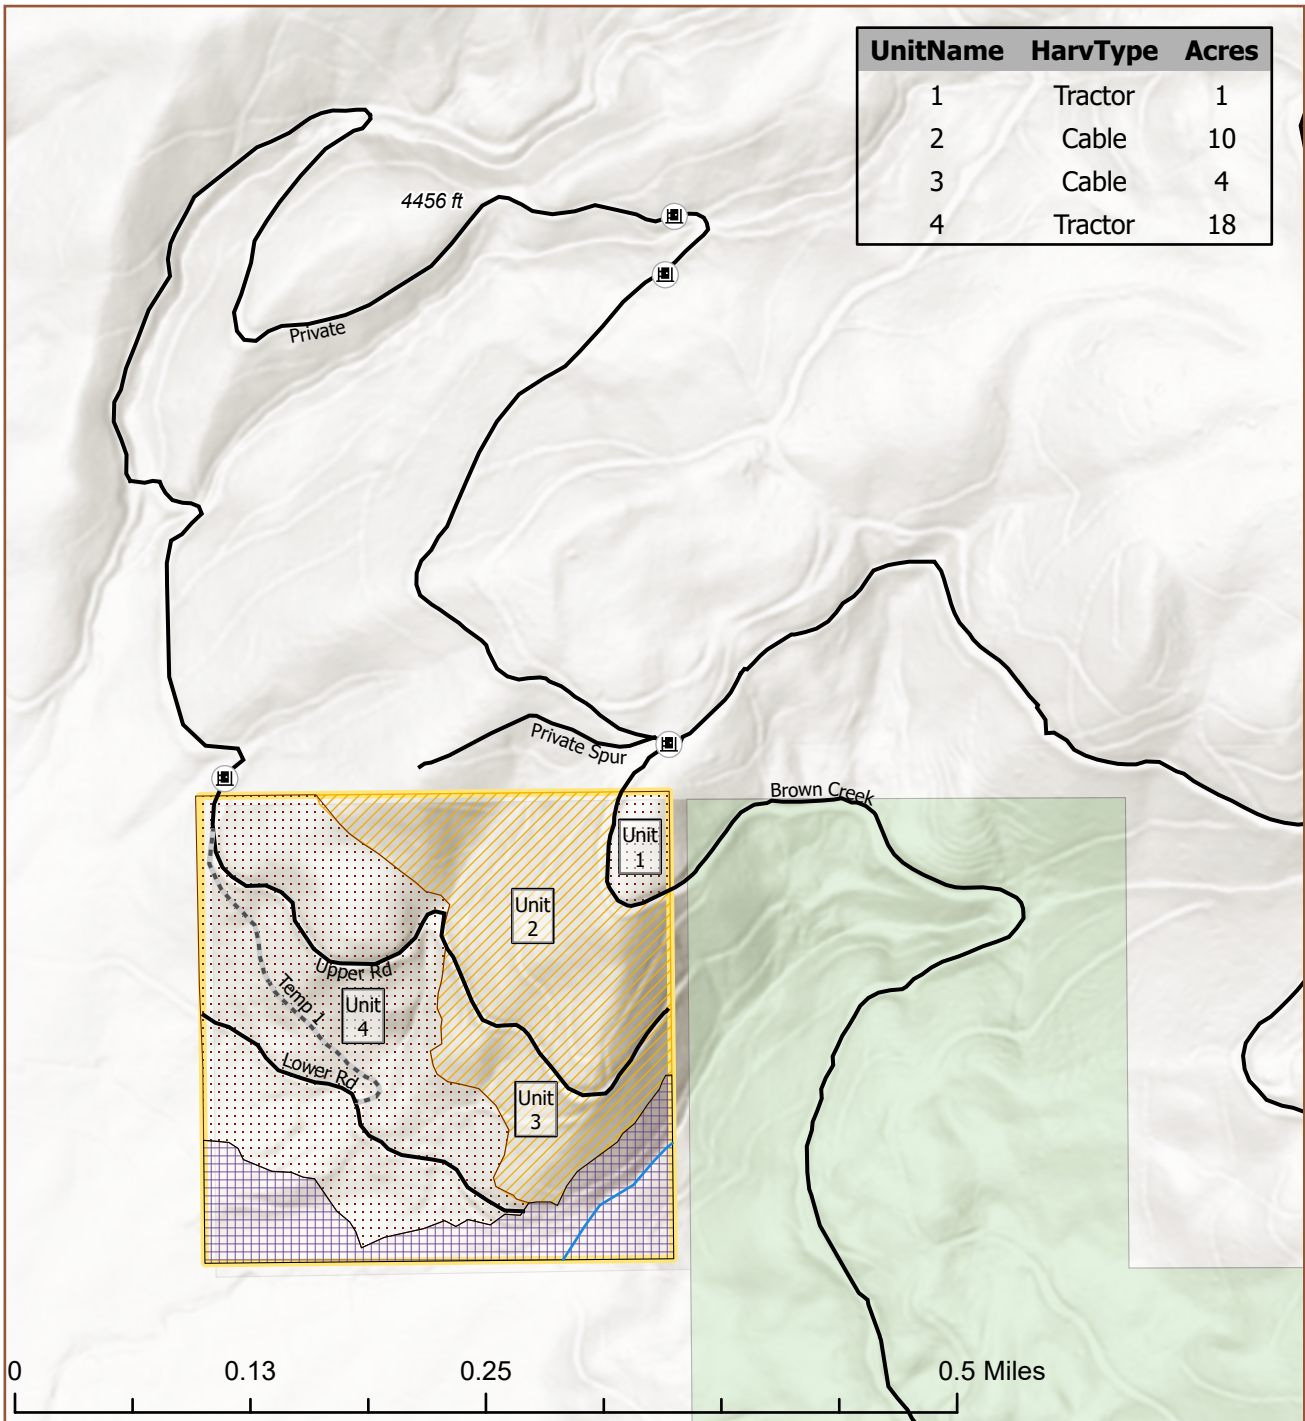 UnitName HarvType Acres
1 Tractor 1
2 Cable 10
3 Cable 4
4 Tractor 18
4456 ft
Private
Private Spur
Brown Creek
Unit
1
Unit
2
Upper Rd
Temp 1
Unit
4
Lower Rd
Unit
3
0 0.13 0.25 0.5 Miles